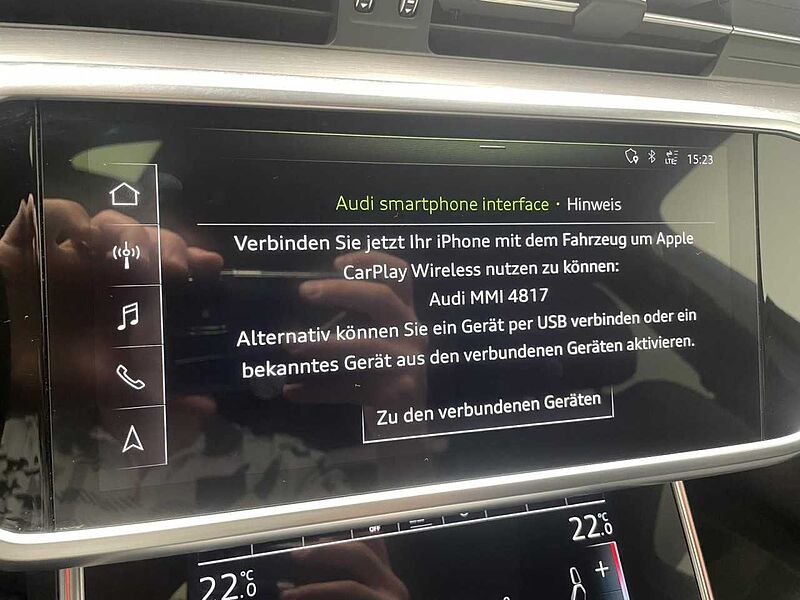 LTE 15:23
Audi smartphone interface · Hinweis
Verbinden Sie jetzt Ihr iPhone mit dem Fahrzeug um Apple
CarPlay Wireless nutzen zu können:
Audi MMI 4817
Alternativ können Sie ein Gerät per USB verbinden oder ein
bekanntes Gerät aus den verbundenen Geräten aktivieren.
Zu den verbundenen Geräten
OFF
22.0 °C
22.0 °C
+